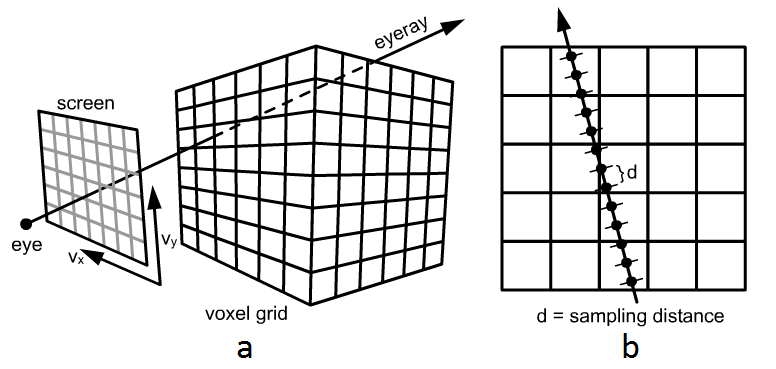 eyeray
screen
eye
vx
vy
voxel grid
a
d
d = sampling distance
b